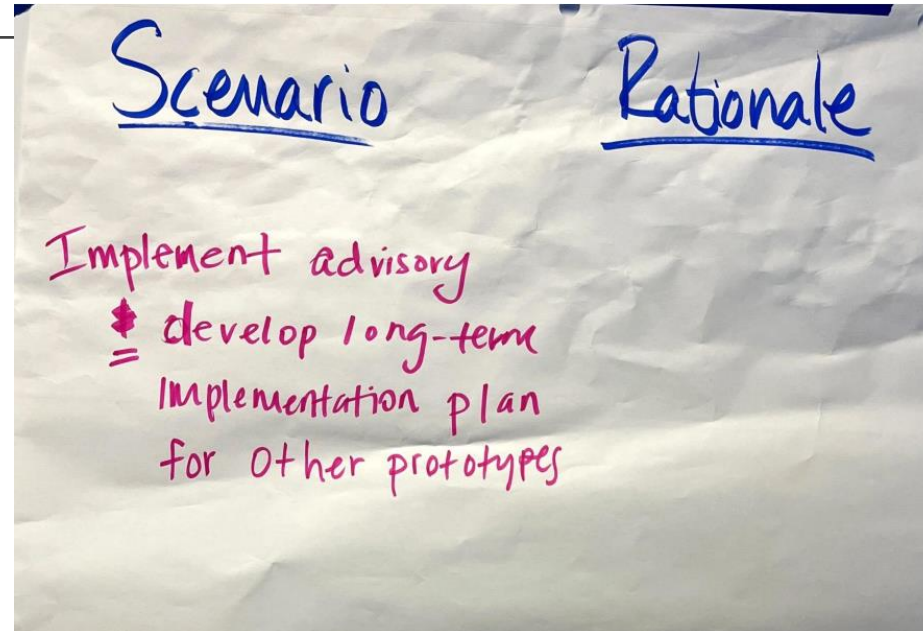 Scenario
Rationale
Implement advisory
& develop long-term
Implementation plan
for other prototypes